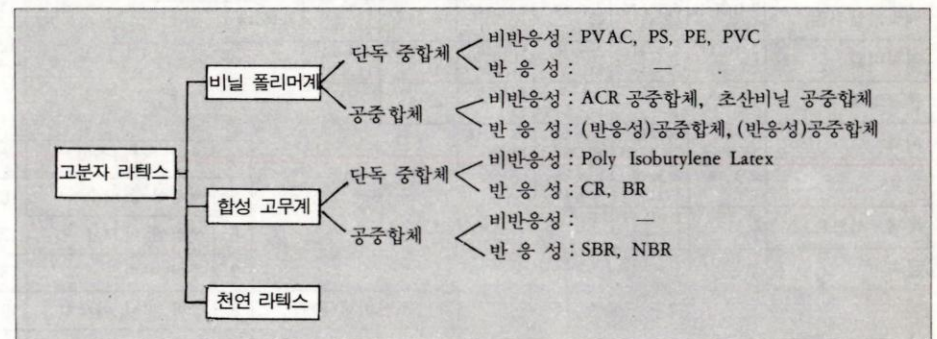 비반응성 : PVAC, PS, PE, PVC
단독 중합체
반 응 성 : —
비닐 폴리머계
비반응성 : ACR 공중합체, 초산비닐 공중합체
공중합체
반 응 성 : (반응성)공중합체, (반응성)공중합체
고분자 라텍스
비반응성 : Poly Isobutylene Latex
단독 중합체
반 응 성 : CR, BR
합성 고무계
비반응성 : —
공중합체
반 응 성 : SBR, NBR
천연 라텍스